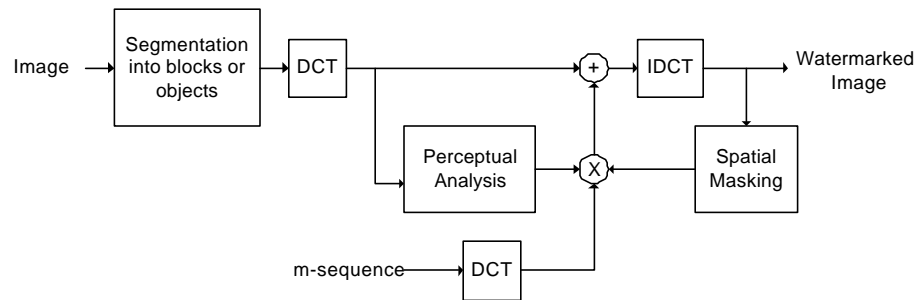 Segmentation
into blocks or
objects
Image
DCT
+
IDCT
Watermarked
Image
Perceptual
Analysis
X
Spatial
Masking
m-sequence
DCT